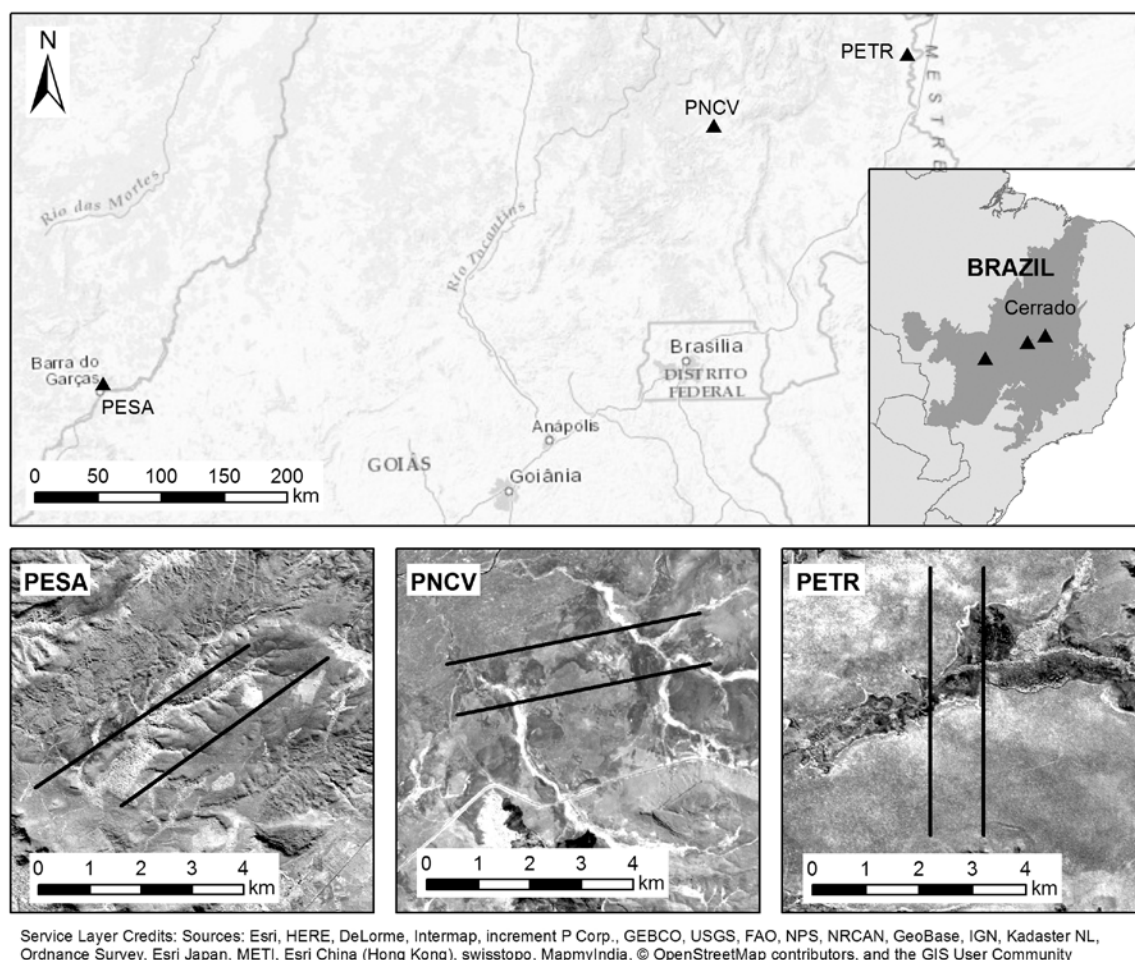 N
PETR
MESTRE
PNCV
Rio das Mortes
Rio Tocantins
BRAZIL
Cerrado
Barra do
Garças
PESA
Brasília
DISTRITO
FEDERAL
Anápolis
GOIÁS
Goiânia
0 50 100 150 200
km
PESA
0 1 2 3 4
km
PNCV
0 1 2 3 4
km
PETR
0 1 2 3 4
km
Service Layer Credits: Sources: Esri, HERE, DeLorme, Intermap, increment P Corp., GEBCO, USGS, FAO, NPS, NRCAN, GeoBase, IGN, Kadaster NL,
Ordnance Survey, Esri Japan, METI, Esri China (Hong Kong), swisstopo, MapmyIndia, © OpenStreetMap contributors, and the GIS User Community